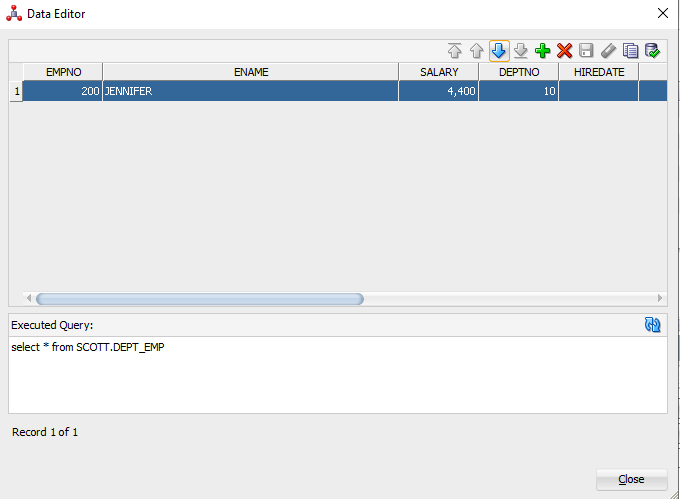 Data Editor
EMPNO ENAME SALARY DEPTNO HIREDATE
1 200 JENNIFER 4,400 10
Executed Query:
select * from SCOTT.DEPT_EMP
Record 1 of 1
Close